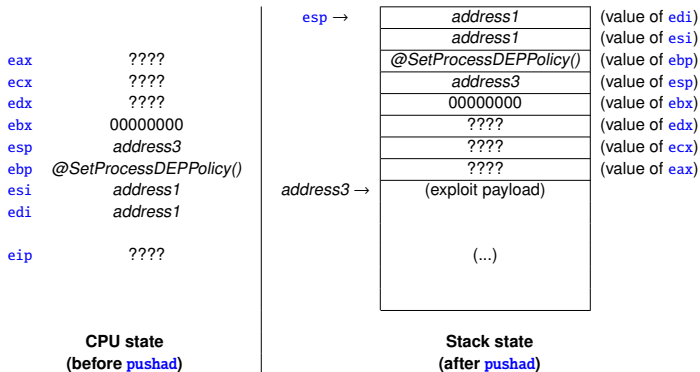 esp → address1 (value of edi)
address1 (value of esi)
eax ???? @SetProcessDEPPolicy() (value of ebp)
ecx ???? address3 (value of esp)
edx ???? 00000000 (value of ebx)
ebx 00000000 ???? (value of edx)
esp address3 ???? (value of ecx)
ebp @SetProcessDEPPolicy() ???? (value of eax)
esi address1 address3 → (exploit payload)
edi address1
eip ???? (...)
CPU state Stack state
(before pushad) (after pushad)